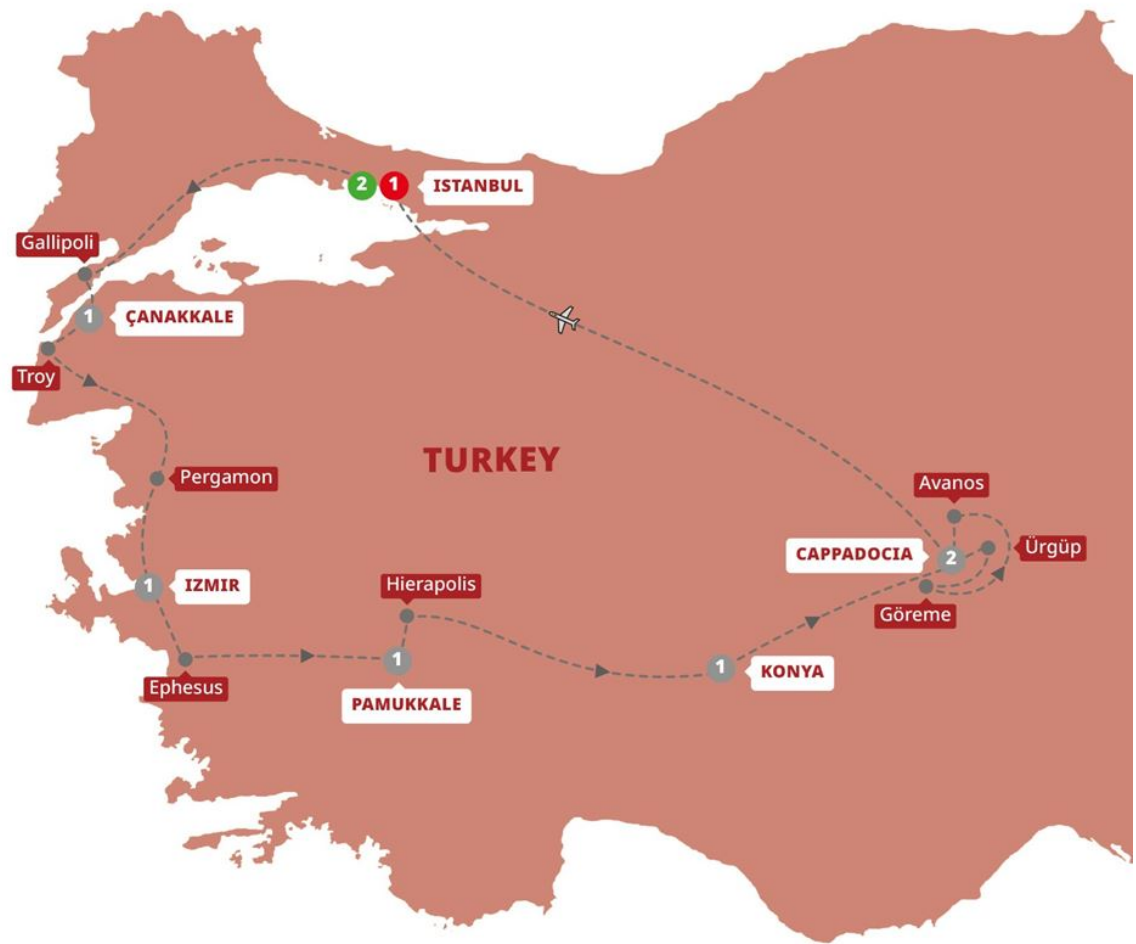 2
1
ISTANBUL
Gallipoli
1
ÇANAKKALE
Troy
TURKEY
Pergamon
Avanos
CAPPADOCIA
2
Ürgüp
1
IZMIR
Hierapolis
Göreme
1
Ephesus
PAMUKKALE
1
KONYA